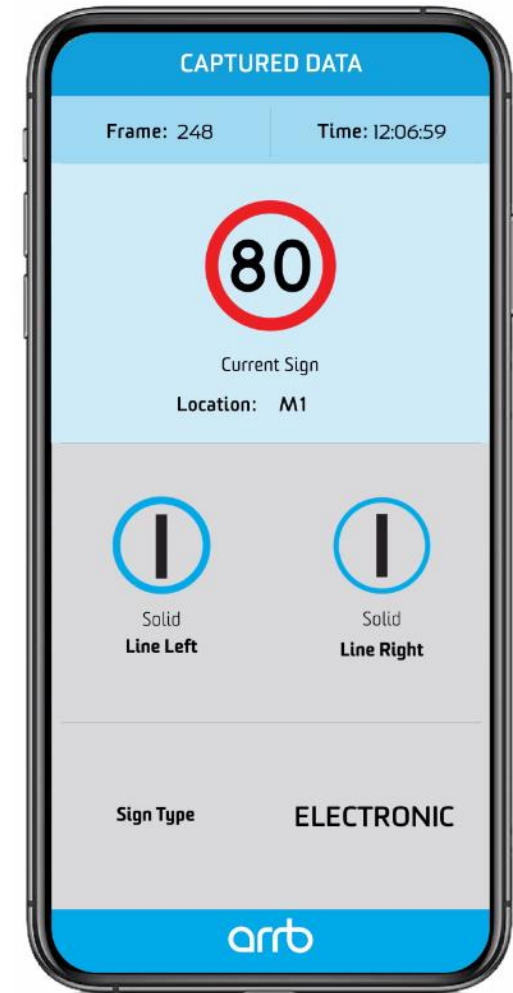 CAPTURED DATA
Frame: 248 Time: 12:06:59
80
Current Sign
Location: M1
Solid Solid
Line Left Line Right
Sign Type ELECTRONIC
arrb